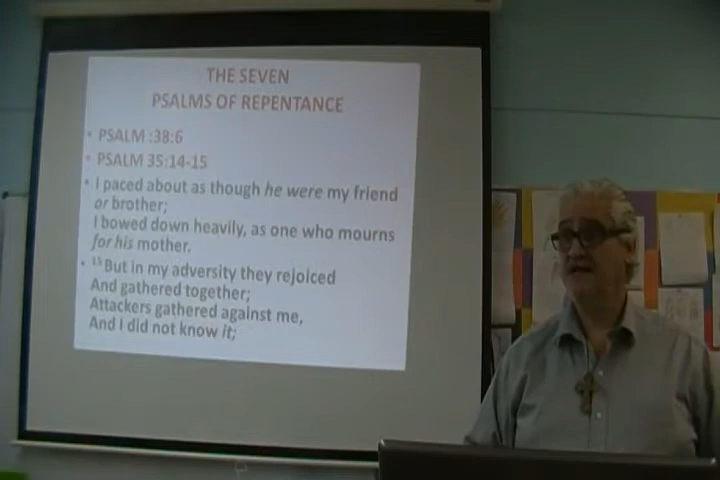 THE SEVEN
PSALMS OF REPENTANCE
• PSALM :38:6
• PSALM 35:14-15
• I paced about as though he were my friend
or brother;
I bowed down heavily, as one who mourns
for his mother.
• 15 But in my adversity they rejoiced
And gathered together;
Attackers gathered against me,
And I did not know it;